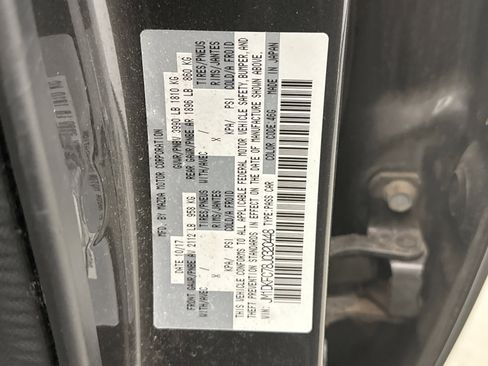 MFD. BY MAZDA MOTOR CORPORATION
DATE: 10/17 GVWR/PNBV: 3990 LB 1810 KG
FRONT GAWR/PNBE AV 2112 LB 958 KG REAR GAWR/PNBE AR 1896 LB 860 KG
WITH/AVEC / TIRES/PNEUS WITH/AVEC / TIRES/PNEUS
X RIMS/JANTES X RIMS/JANTES
KPA/ PSI COLD/A FROID KPA/ PSI COLD/A FROID
THIS VEHICLE CONFORMS TO ALL APPLICABLE FEDERAL MOTOR VEHICLE SAFETY, BUMPER, AND
THEFT PREVENTION STANDARDS IN EFFECT ON THE DATE OF MANUFACTURE SHOWN ABOVE.
COLOR CODE: 46G MADE IN JAPAN
VIN: JM1DKFC78J0320448 TYPE: PASS CAR